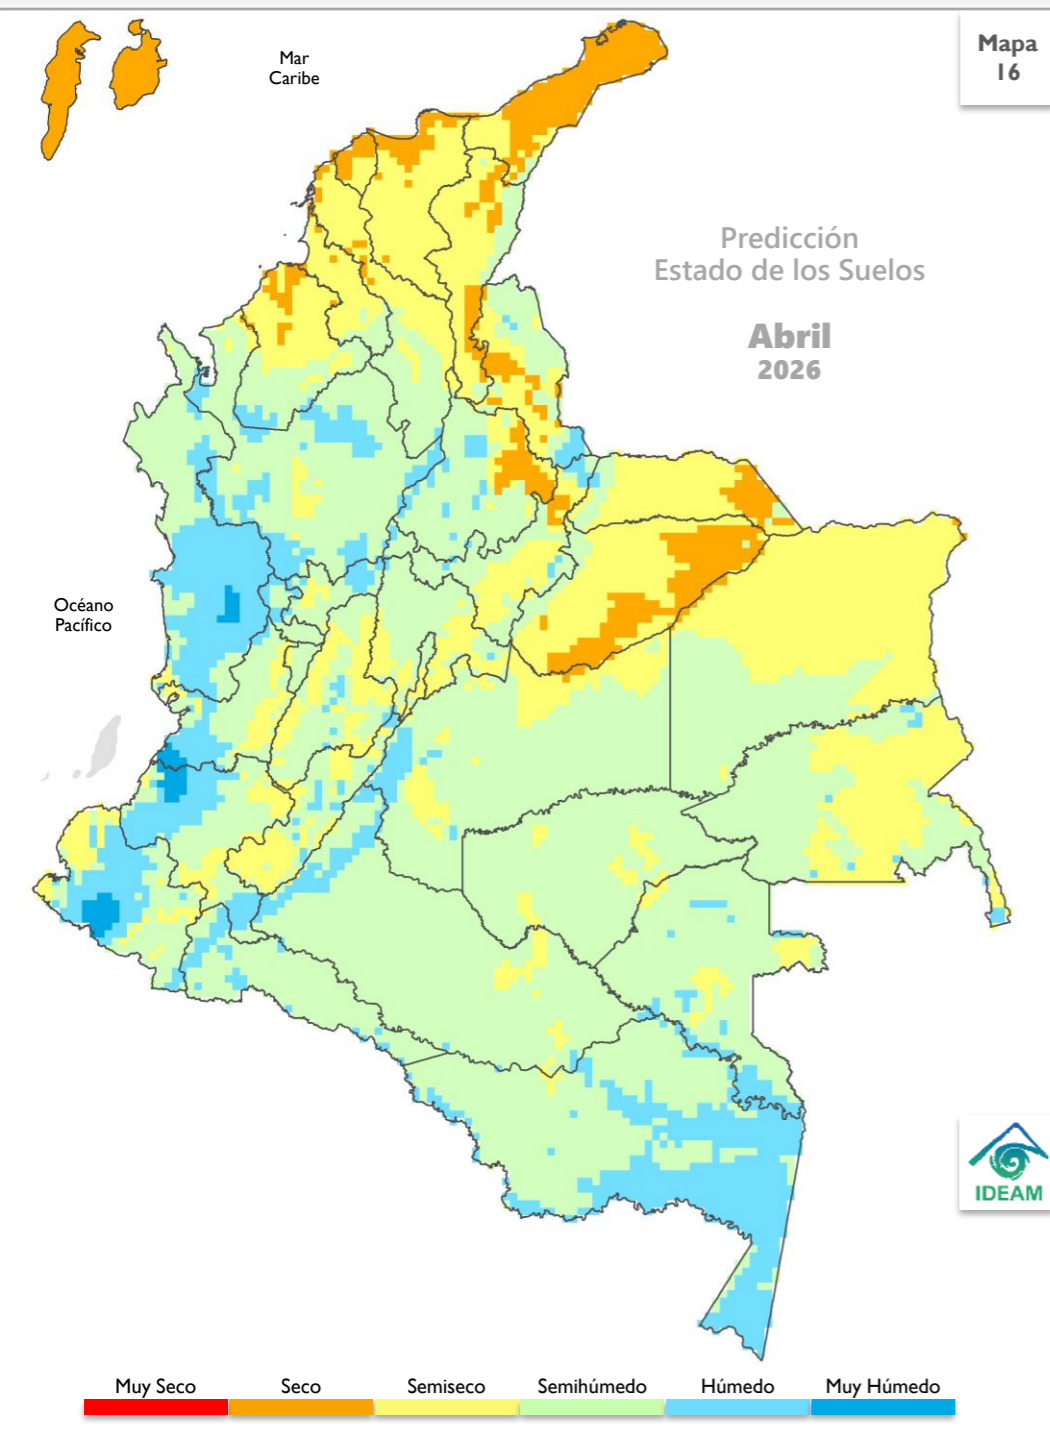 Mapa
16
Mar
Caribe
Predicción
Estado de los Suelos
Abril
2026
Océano
Pacífico
IDEAM
Muy Seco
Seco
Semiseco
Semihúmedo
Húmedo
Muy Húmedo